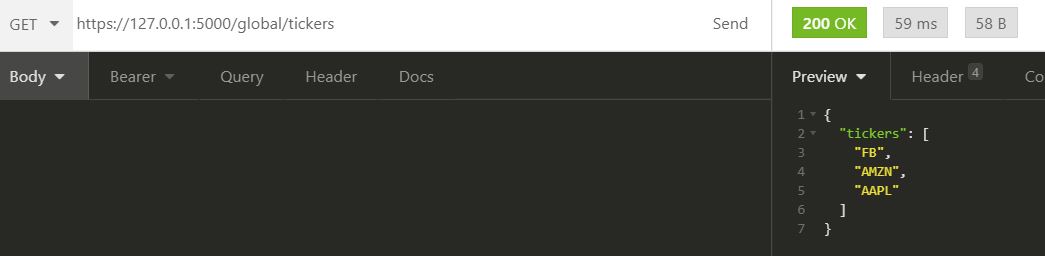 GET https://127.0.0.1:5000/global/tickers Send 200 OK 59 ms 58 B
Body Bearer Query Header Docs Preview Header 4 Co
1 {
2 "tickers": [
3 "FB",
4 "AMZN",
5 "AAPL"
6 ]
7 }